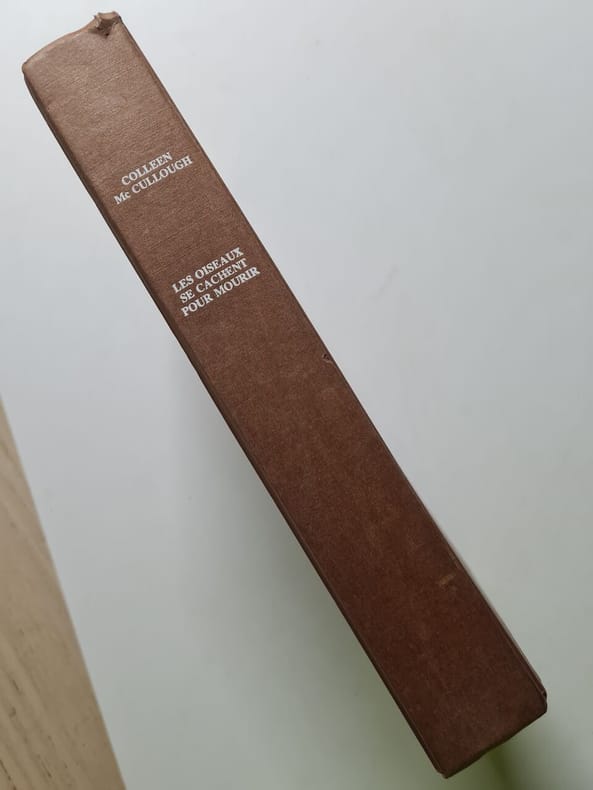 COLLEEN
Mc CULLOUGH
LES OISEAUX
SE CACHENT
POUR MOURIR